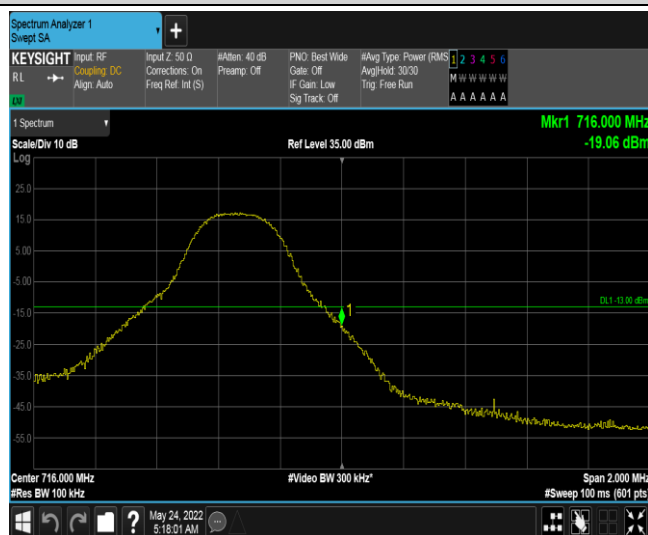 Spectrum Analyzer 1
Swept SA
+
KEYSIGHT
RL
LXI
Input: RF
Coupling: DC
Align: Auto
Input Z: 50 Ω
Corrections: On
Freq Ref: Int (S)
#Atten: 40 dB
Preamp: Off
PNO: Best Wide
Gate: Off
IF Gain: Low
Sig Track: Off
#Avg Type: Power (RMS
Avg|Hold: 30/30
Trig: Free Run
1 2 3 4 5 6
M W W W W W
A A A A A A
1 Spectrum
Mkr1 716.000 MHz
-19.06 dBm
Scale/Div 10 dB
Ref Level 35.00 dBm
Log
25.0
15.0
5.00
-5.00
DL1 -13.00 dBm
1
-15.0
-25.0
-35.0
-45.0
-55.0
Center 716.000 MHz
#Video BW 300 kHz*
Span 2.000 MHz
#Res BW 100 kHz
#Sweep 100 ms (601 pts)
?
May 24, 2022
5:18:01 AM